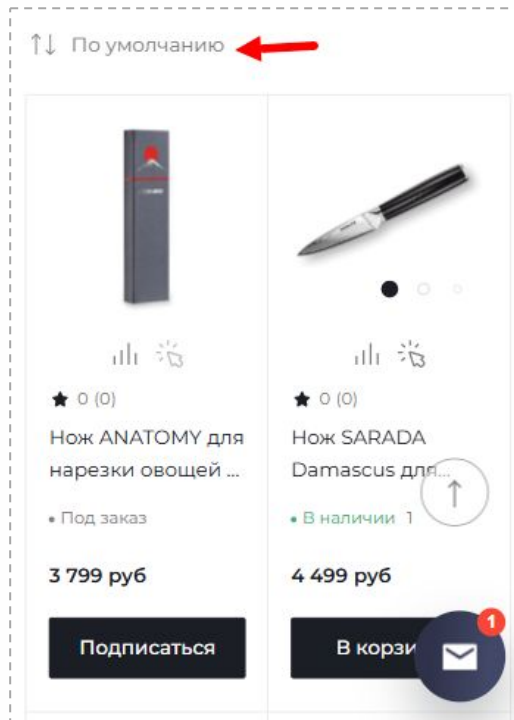 По умолчанию
0 (0)
Нож ANATOMY для
нарезки овощей ...
Под заказ
3 799 руб
Подписаться
0 (0)
Нож SARADA
Damascus для...
В наличии 1
4 499 руб
В корзи
1